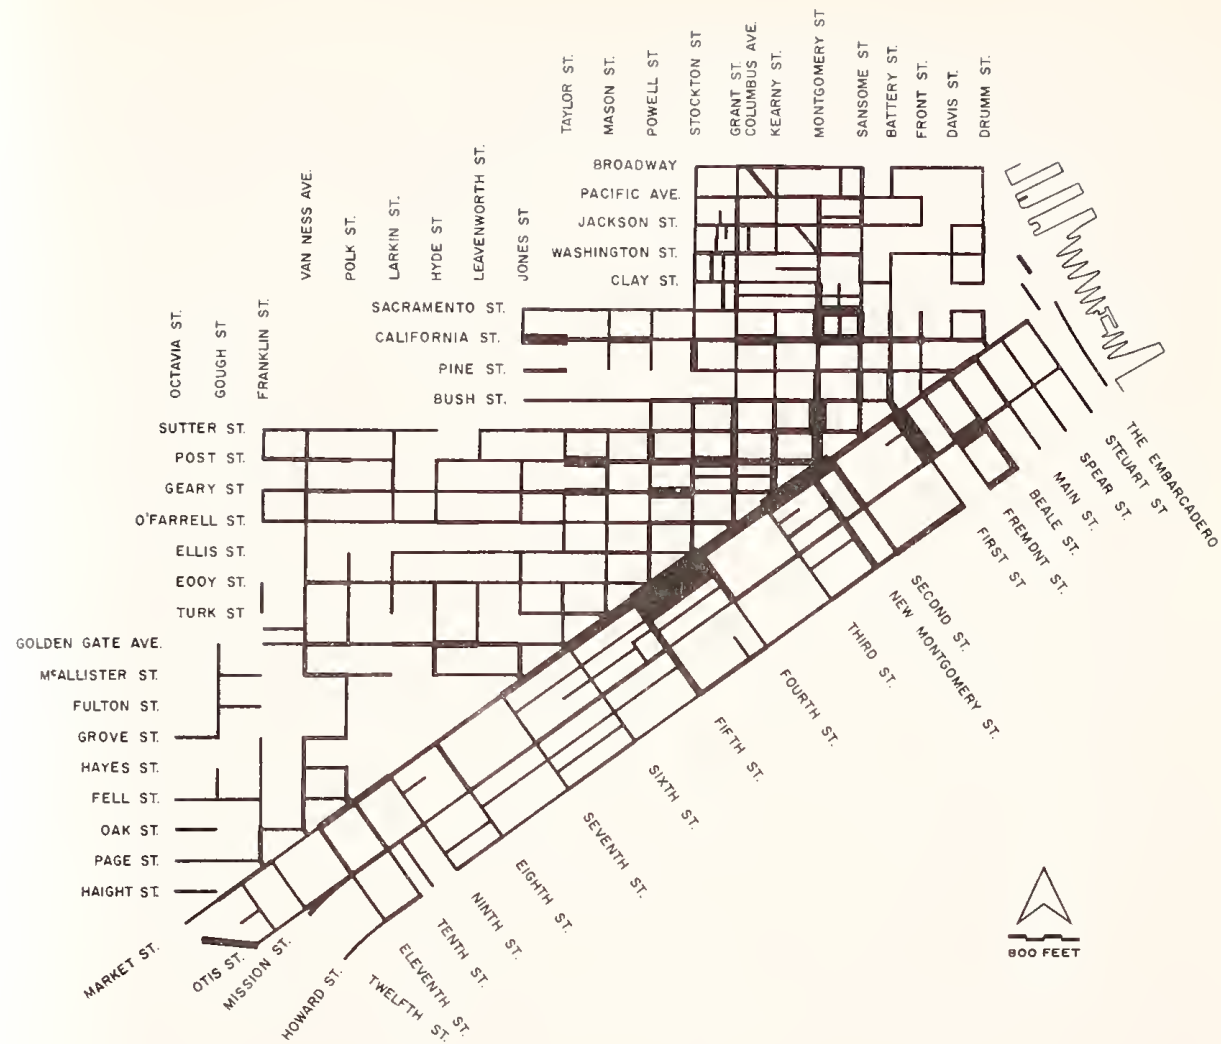 TAYLOR ST.
MASON ST.
POWELL ST
STOCKTON ST
GRANT ST.
COLUMBUS AVE.
KEARNY ST.
MONTGOMERY ST
SANSOME ST
BATTERY ST.
FRONT ST.
DAVIS ST.
DRUMM ST.
VAN NESS AVE.
POLK ST.
LARKIN ST.
HYDE ST
LEAVENWORTH ST.
JONES ST
OCTAVIA ST.
GOUGH ST
FRANKLIN ST.
BROADWAY
PACIFIC AVE.
JACKSON ST.
WASHINGTON ST.
CLAY ST.
SACRAMENTO ST.
CALIFORNIA ST.
PINE ST.
BUSH ST.
SUTTER ST.
POST ST.
GEARY ST
O'FARRELL ST.
ELLIS ST.
EDDY ST.
TURK ST
GOLDEN GATE AVE.
McALLISTER ST.
FULTON ST.
GROVE ST.
HAYES ST.
FELL ST.
OAK ST.
PAGE ST.
HAIGHT ST.
MARKET ST.
OTIS ST.
MISSION ST.
HOWARD ST.
TWELFTH ST.
ELEVENTH ST.
TENTH ST.
NINTH ST.
EIGHTH ST.
SEVENTH ST.
SIXTH ST.
FIFTH ST.
FOURTH ST.
THIRD ST.
NEW MONTGOMERY ST.
SECOND ST.
FIRST ST
FREMONT ST.
BEALE ST.
MAIN ST.
SPEAR ST.
STEUART ST
THE EMBARCADERO
800 FEET